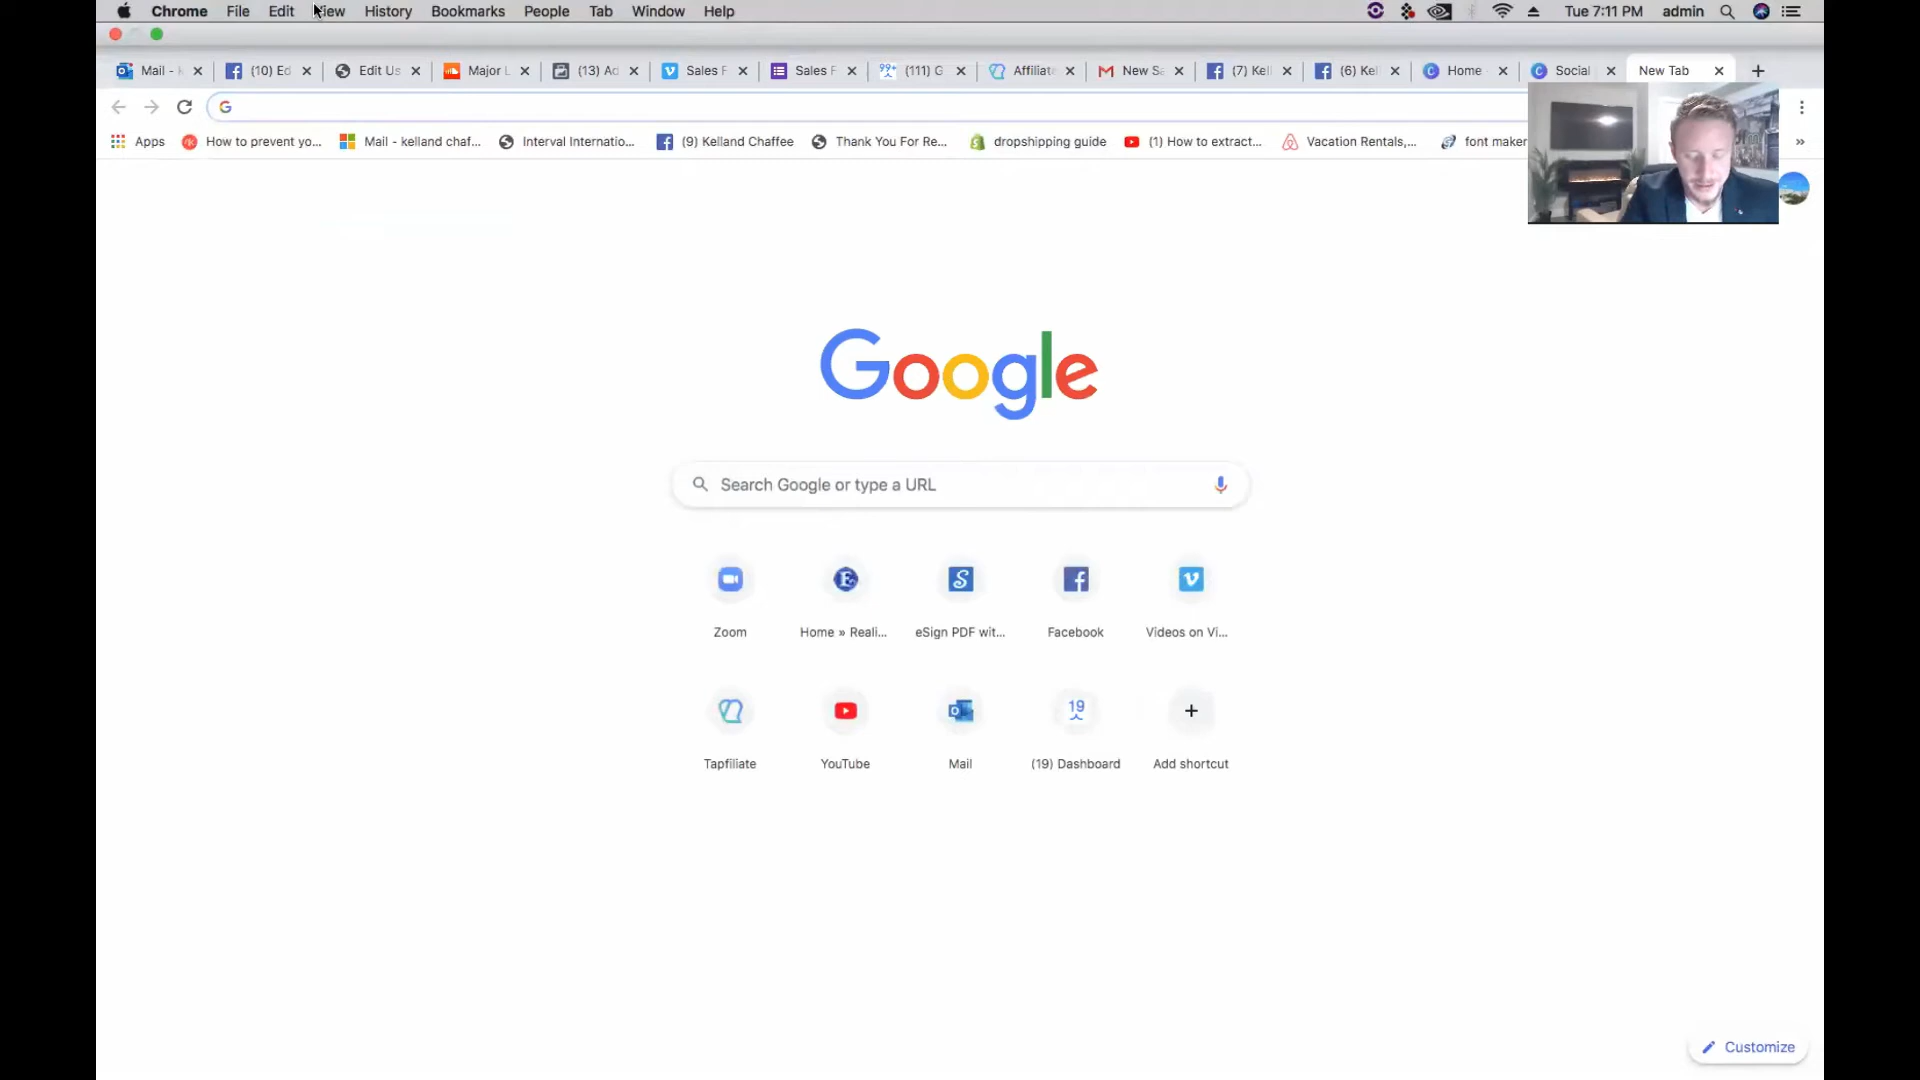 Chrome File Edit View History Bookmarks People Tab Window Help Tue 7:11 PM admin
Mail - (10) Ed Edit Us Major L (13) Ad Sales F Sales F (111) G Affiliate New Sa (7) Kell (6) Kel Home - Social New Tab
Apps How to prevent yo... Mail - kelland chaf... Interval Internatio... (9) Kelland Chaffee Thank You For Re... dropshipping guide (1) How to extract... Vacation Rentals,... font maker »
Google
Search Google or type a URL
Zoom Home » Reali... eSign PDF wit... Facebook Videos on Vi...
19
Tapfiliate YouTube Mail (19) Dashboard Add shortcut
Customize